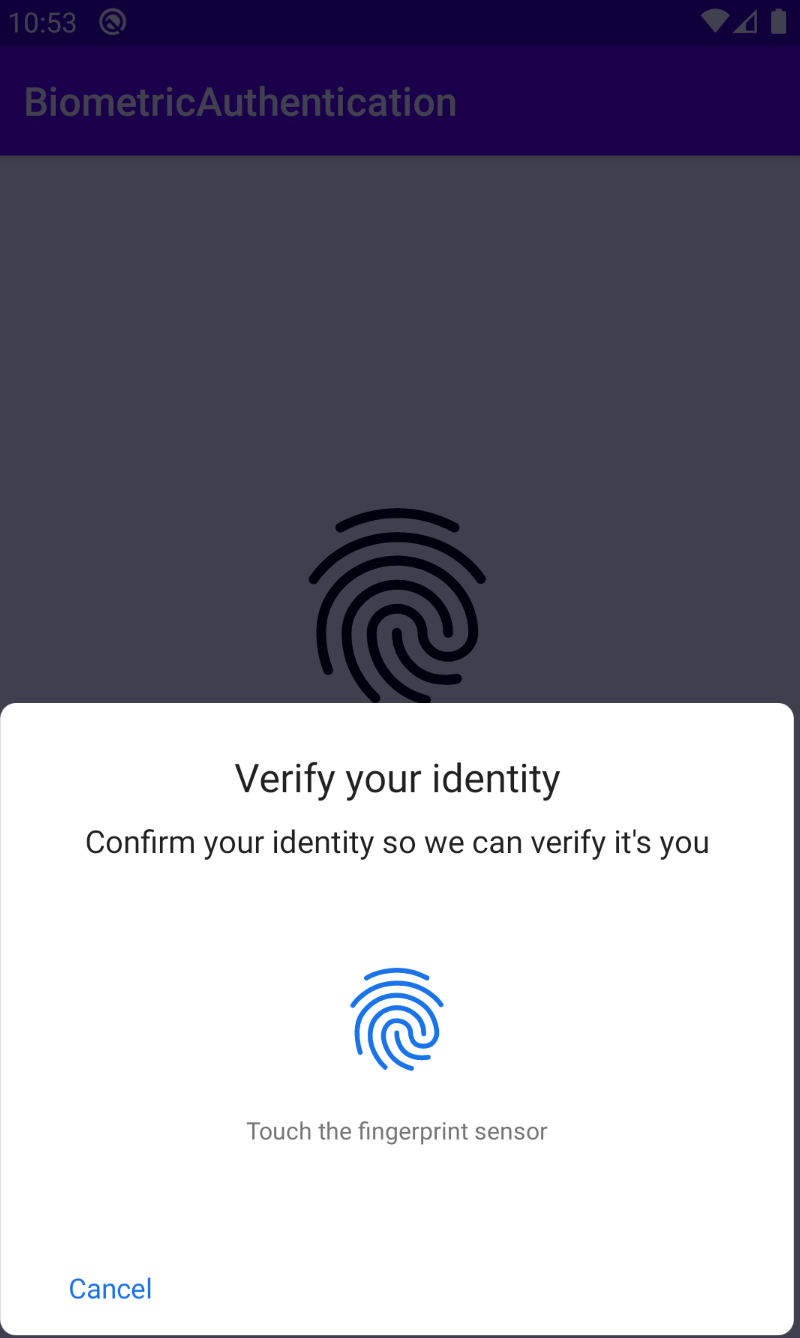 10:53
BiometricAuthentication
Verify your identity
Confirm your identity so we can verify it's you
Touch the fingerprint sensor
Cancel